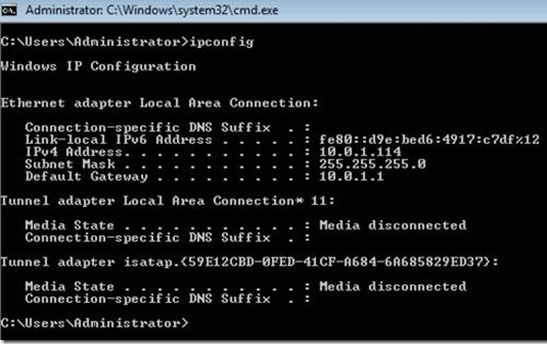 Administrator: C:\Windows\system32\cmd.exe
C:\Users\Administrator>ipconfig
Windows IP Configuration
Ethernet adapter Local Area Connection:
Connection-specific DNS Suffix . :
Link-local IPv6 Address . . . . . : fe80::d9e:bed6:4917:c7df%12
IPv4 Address. . . . . . . . . . . : 10.0.1.114
Subnet Mask . . . . . . . . . . . : 255.255.255.0
Default Gateway . . . . . . . . . : 10.0.1.1
Tunnel adapter Local Area Connection* 11:
Media State . . . . . . . . . . . : Media disconnected
Connection-specific DNS Suffix . :
Tunnel adapter isatap.{59E12CBD-0FED-41CF-A684-6A685829ED37}:
Media State . . . . . . . . . . . : Media disconnected
Connection-specific DNS Suffix . :
C:\Users\Administrator>